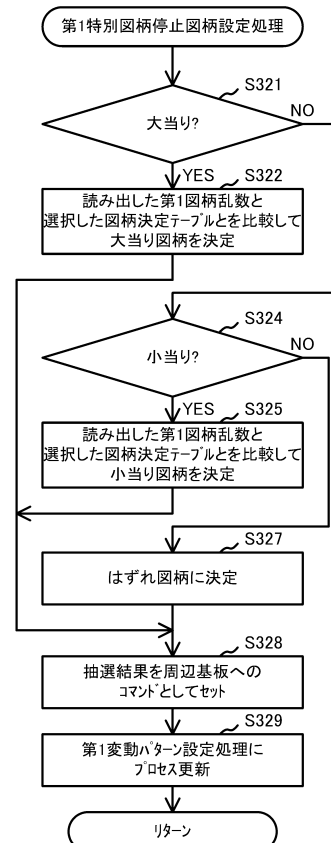 第1特別図柄停止図柄設定処理
S321
大当り?
NO
YES
S322
読み出した第1図柄乱数と
選択した図柄決定テーブルとを比較して
大当り図柄を決定
S324
小当り?
NO
YES
S325
読み出した第1図柄乱数と
選択した図柄決定テーブルとを比較して
小当り図柄を決定
S327
はずれ図柄に決定
S328
抽選結果を周辺基板への
コマンドとしてセット
S329
第1変動パターン設定処理に
プロセス更新
リターン